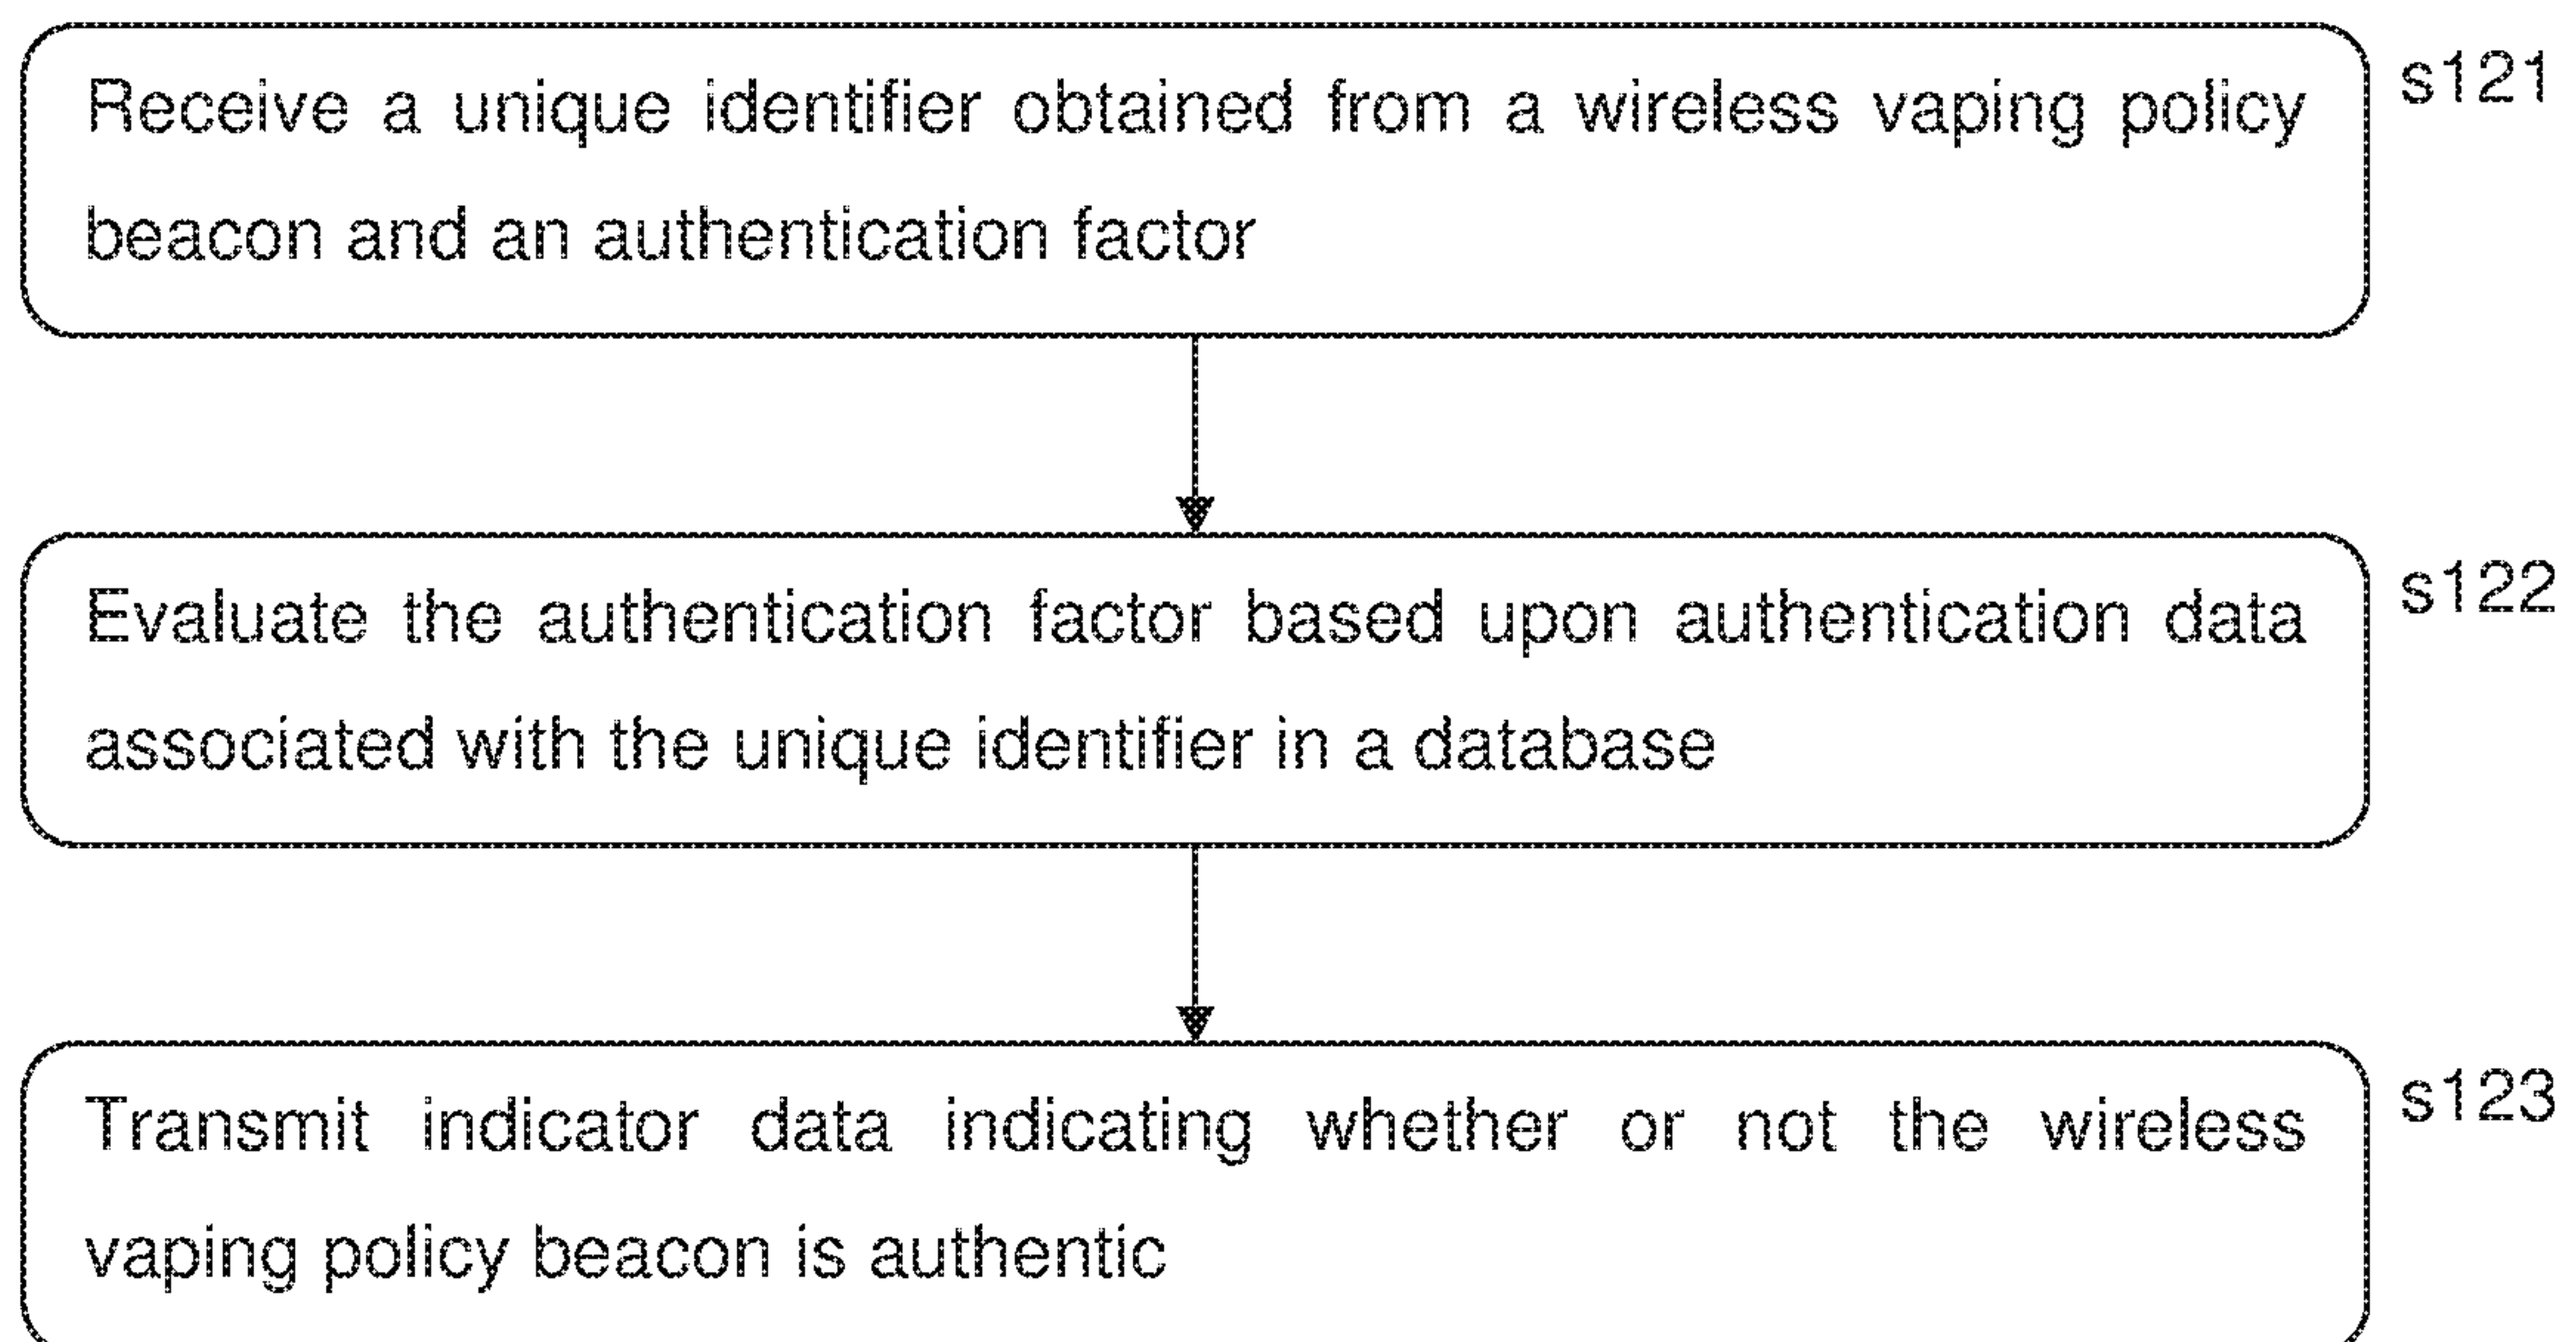 Receive a unique identifier obtained from a wireless vaping policy
beacon and an authentication factor
s121
Evaluate the authentication factor based upon authentication data
associated with the unique identifier in a database
s122
Transmit indicator data indicating whether or not the wireless
vaping policy beacon is authentic
s123